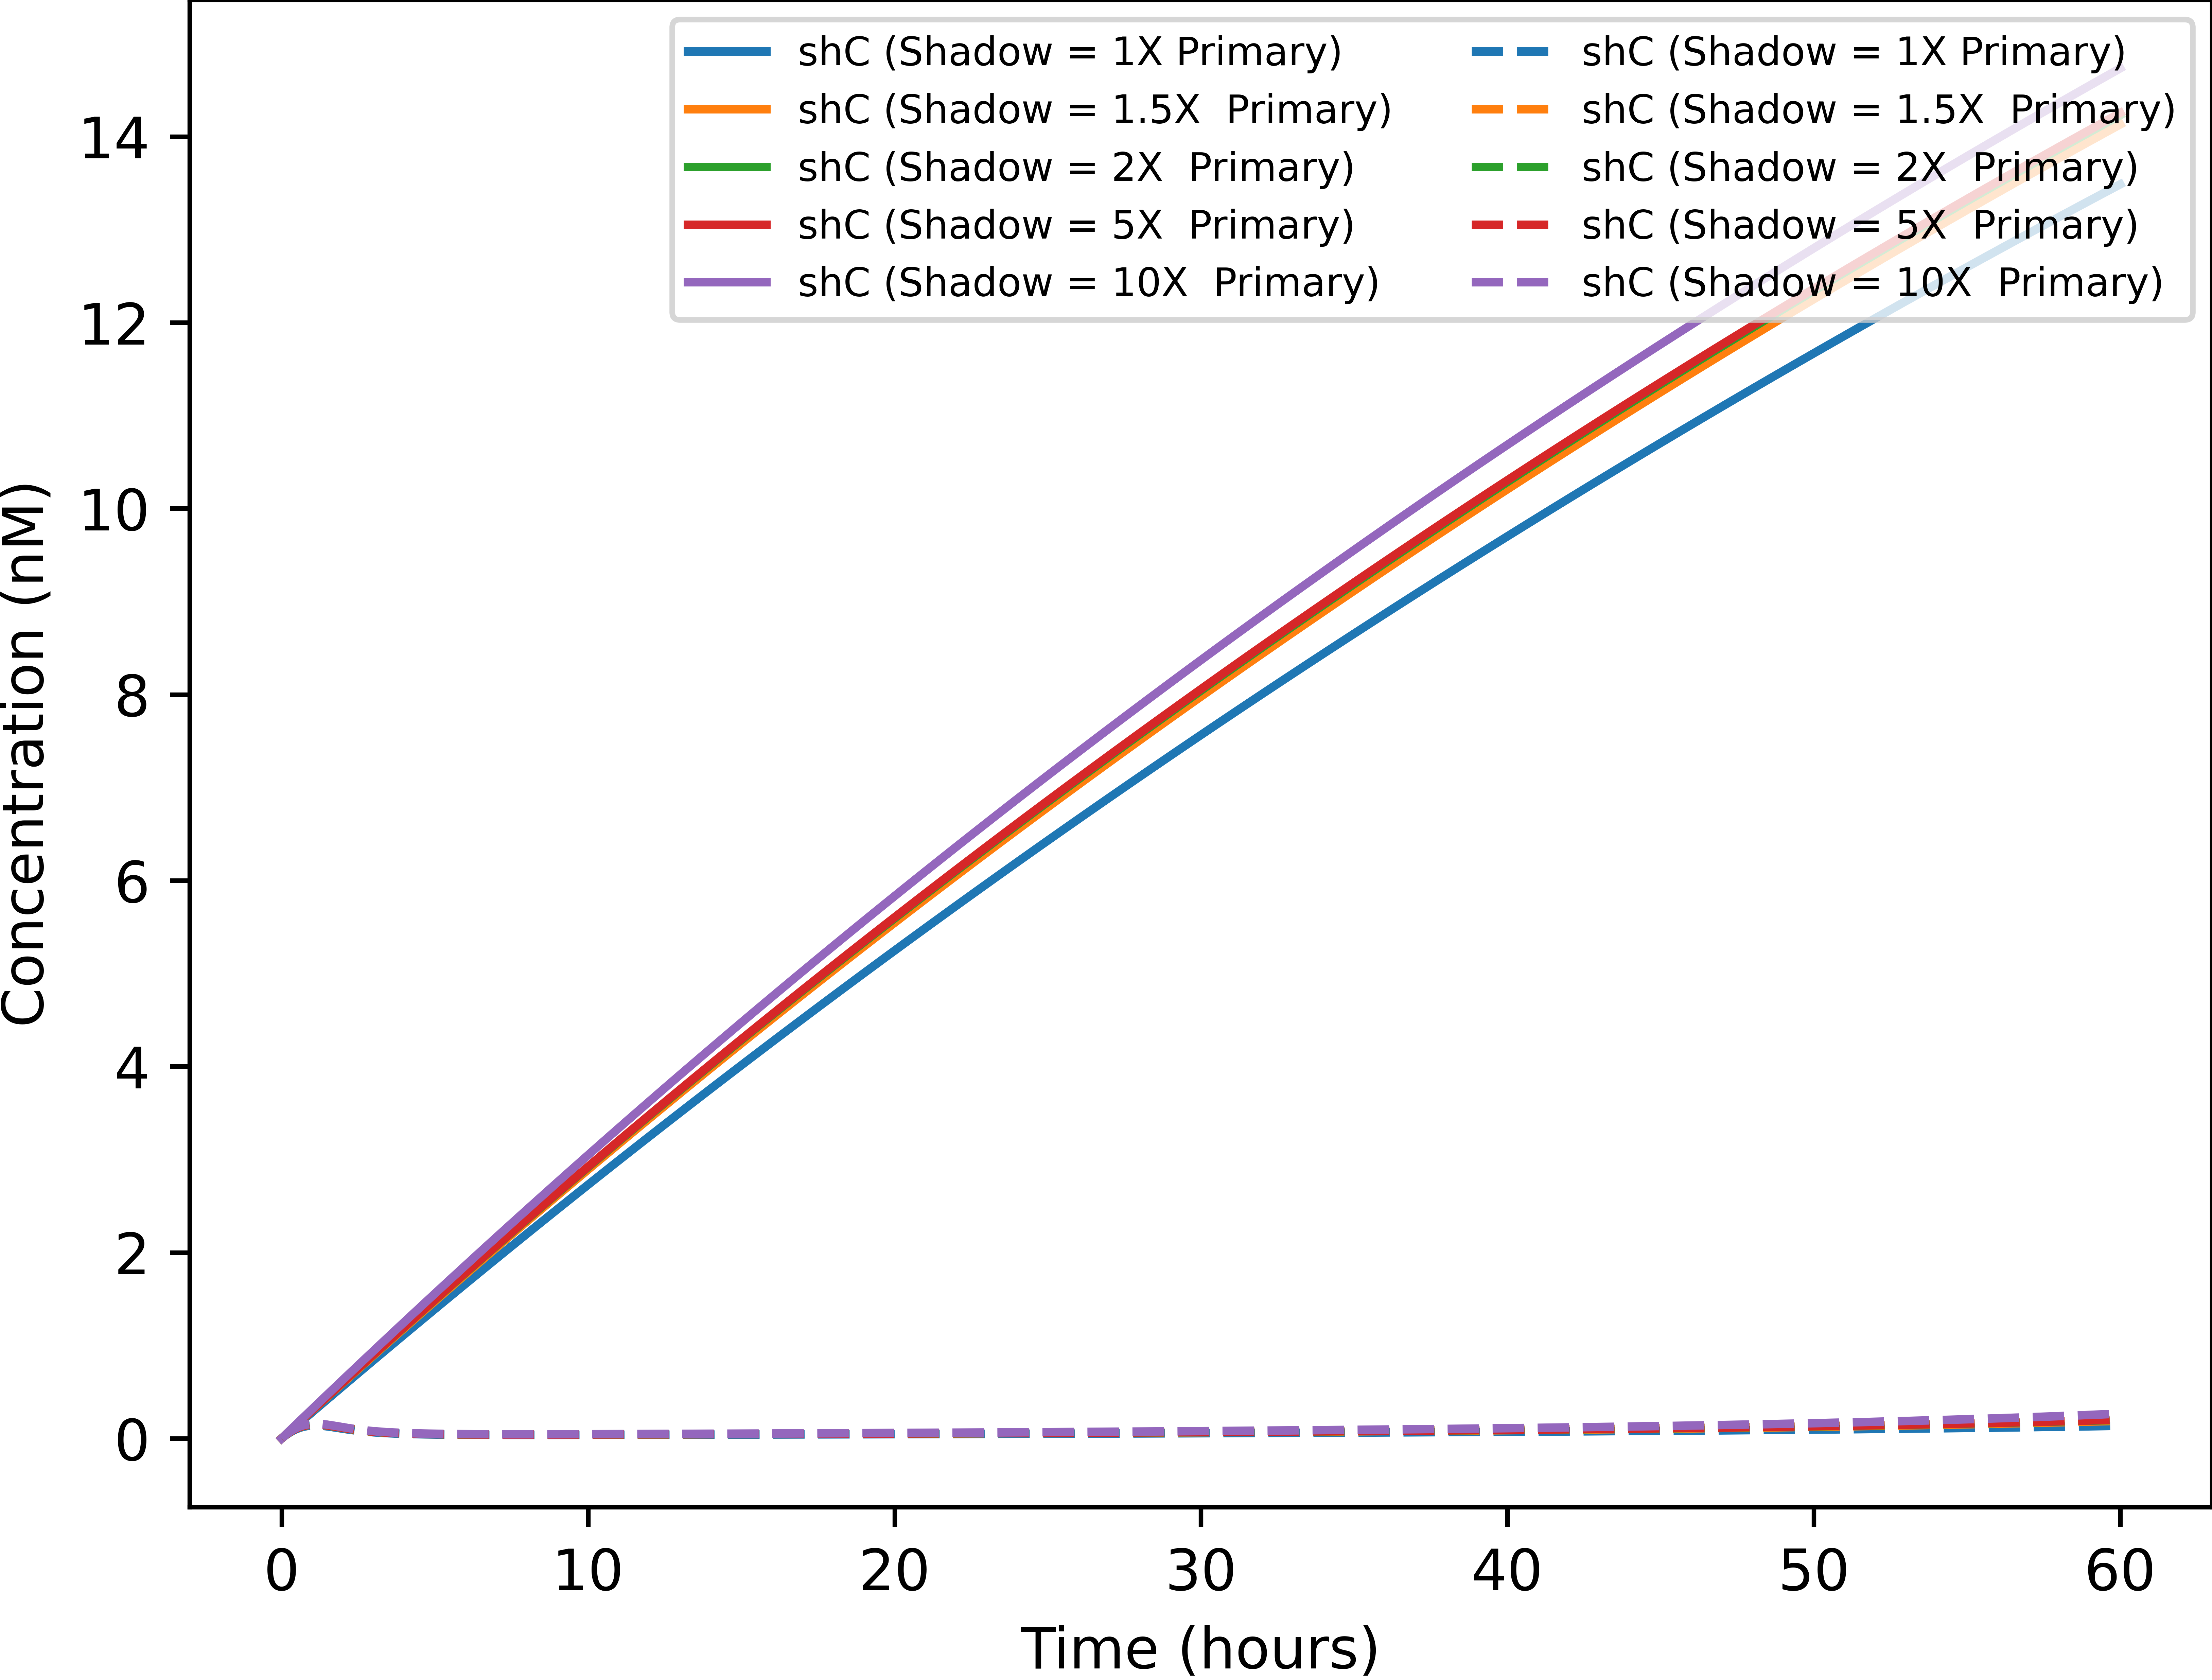 shC (Shadow = 1X Primary)
shC (Shadow = 1.5X  Primary)
shC (Shadow = 2X  Primary)
shC (Shadow = 5X  Primary)
shC (Shadow = 10X  Primary)
shC (Shadow = 1X Primary)
shC (Shadow = 1.5X  Primary)
shC (Shadow = 2X  Primary)
shC (Shadow = 5X  Primary)
shC (Shadow = 10X  Primary)
Concentration (nM)
14
12
10
8
6
4
2
0
0 10 20 30 40 50 60
Time (hours)